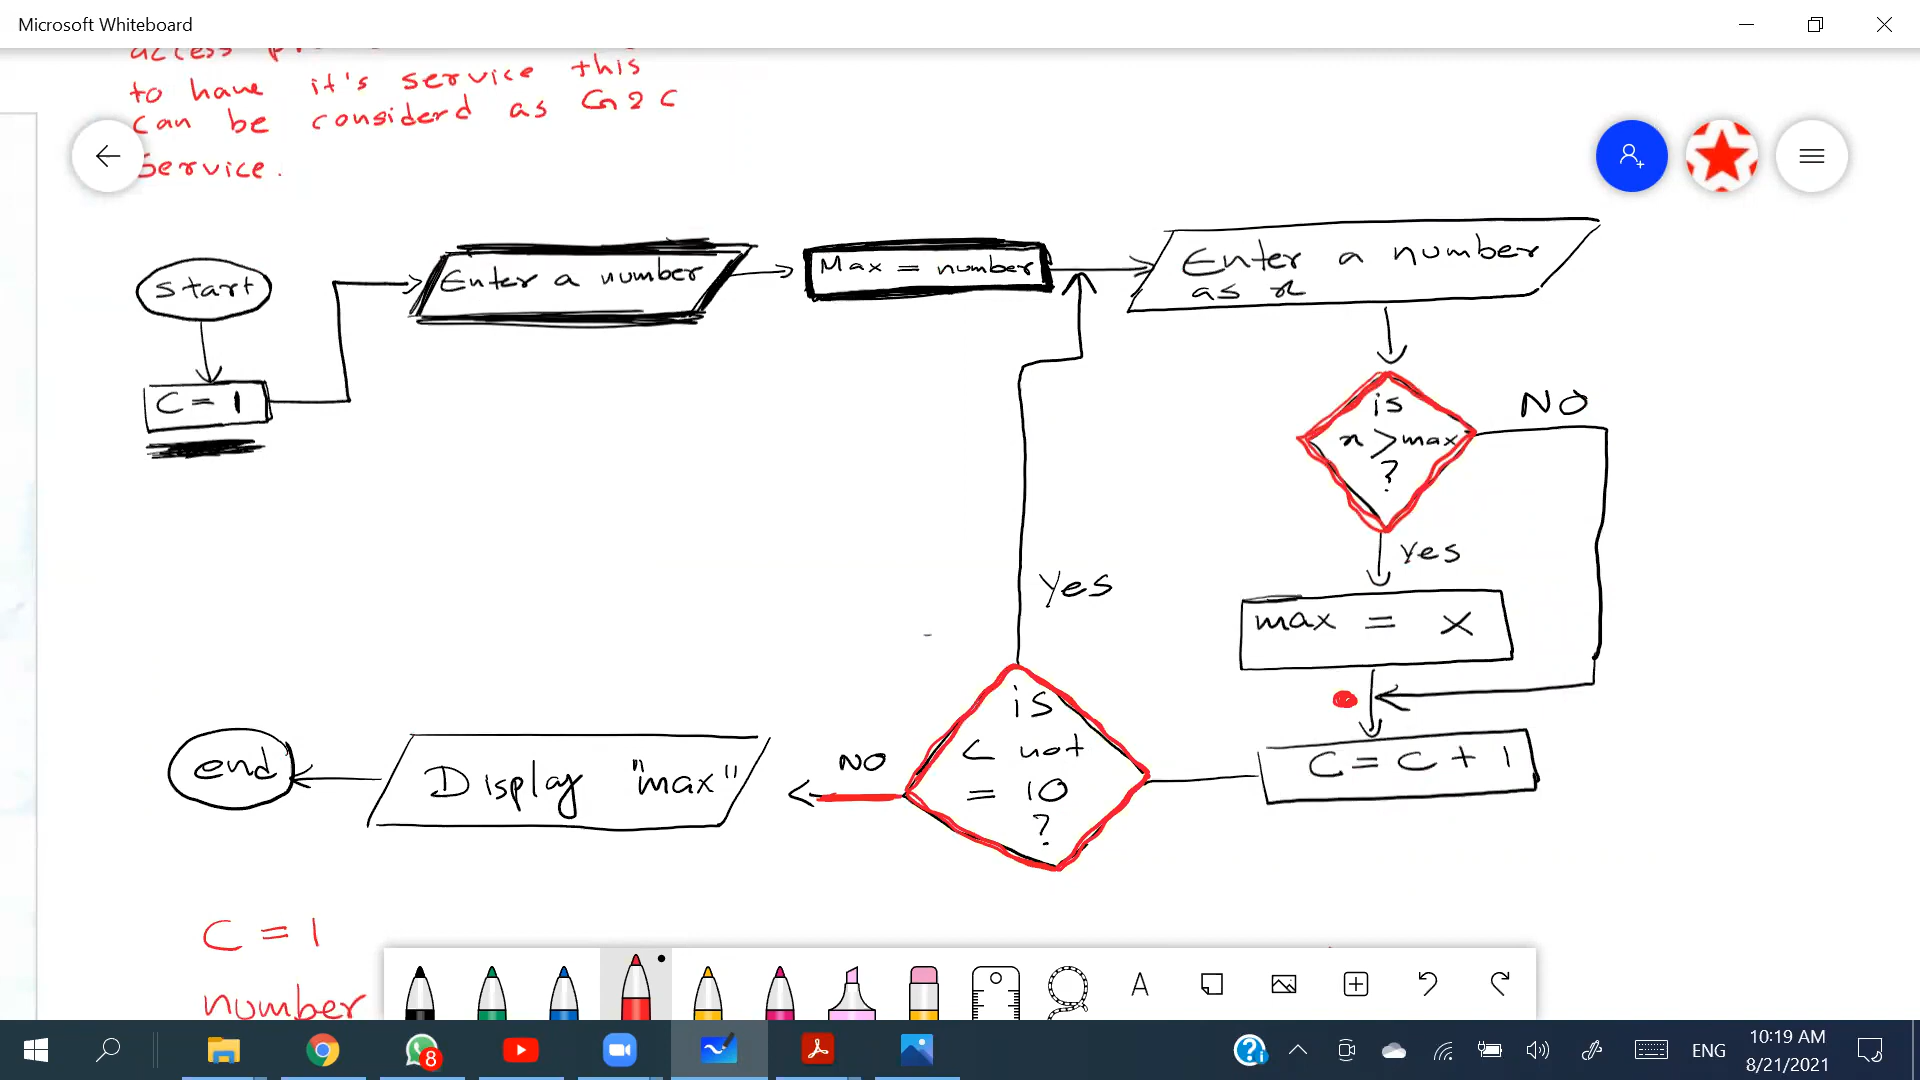 Microsoft Whiteboard
access
to have it's service this
can be considerd as G2C
Service.
Start
C = 1
Enter a number
Max = number
Enter a number
as x
is
x > max
?
NO
Yes
max = x
C = C + 1
is
C not
= 10
?
Yes
NO
Display "max"
end
C = 1
number
8
ENG
10:19 AM
8/21/2021